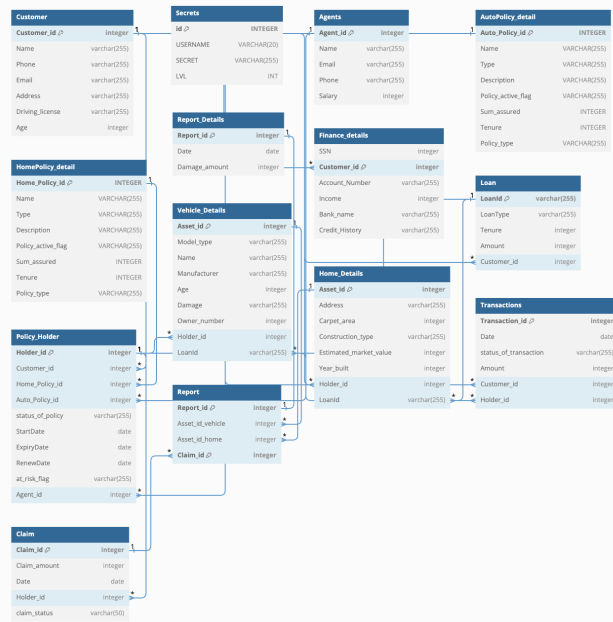 Customer
Customer_id integer
Name varchar(255)
Phone varchar(255)
Email varchar(255)
Address varchar(255)
Driving_license varchar(255)
Age integer
Secrets
id INTEGER
USERNAME VARCHAR(20)
SECRET VARCHAR(255)
LVL INT
Agents
Agent_id integer
Name varchar(255)
Email varchar(255)
Phone varchar(255)
Salary integer
AutoPolicy_detail
Auto_Policy_id INTEGER
Name VARCHAR(255)
Type VARCHAR(255)
Description VARCHAR(255)
Policy_active_flag VARCHAR(255)
Sum_assured INTEGER
Tenure INTEGER
Policy_type VARCHAR(255)
Report_Details
Report_id integer
Date date
Damage_amount integer
Finance_details
SSN integer
Customer_id integer
Account_Number varchar(255)
Income integer
Bank_name varchar(255)
Credit_History varchar(255)
HomePolicy_detail
Home_Policy_id INTEGER
Name VARCHAR(255)
Type VARCHAR(255)
Description VARCHAR(255)
Policy_active_flag VARCHAR(255)
Sum_assured INTEGER
Tenure INTEGER
Policy_type VARCHAR(255)
Vehicle_Details
Asset_id integer
Model_type varchar(255)
Name varchar(255)
Manufacturer varchar(255)
Age integer
Damage varchar(255)
Owner_number integer
Holder_id integer
LoanId varchar(255)
Loan
LoanId varchar(255)
LoanType varchar(255)
Tenure integer
Amount integer
Customer_id integer
Home_Details
Asset_id integer
Address varchar(255)
Carpet_area integer
Construction_type varchar(255)
Estimated_market_value integer
Year_built integer
Holder_id integer
LoanId varchar(255)
Transactions
Transaction_id integer
Date date
status_of_transaction varchar(255)
Amount integer
Customer_id integer
Holder_id integer
Policy_Holder
Holder_id integer
Customer_id integer
Home_Policy_id integer
Auto_Policy_id integer
status_of_policy varchar(255)
StartDate date
ExpiryDate date
RenewDate date
at_risk_flag varchar(255)
Agent_id integer
Report
Report_id integer
Asset_id_vehicle integer
Asset_id_home integer
Claim_id integer
Claim
Claim_id integer
Claim_amount integer
Date date
Holder_id integer
claim_status varchar(50)